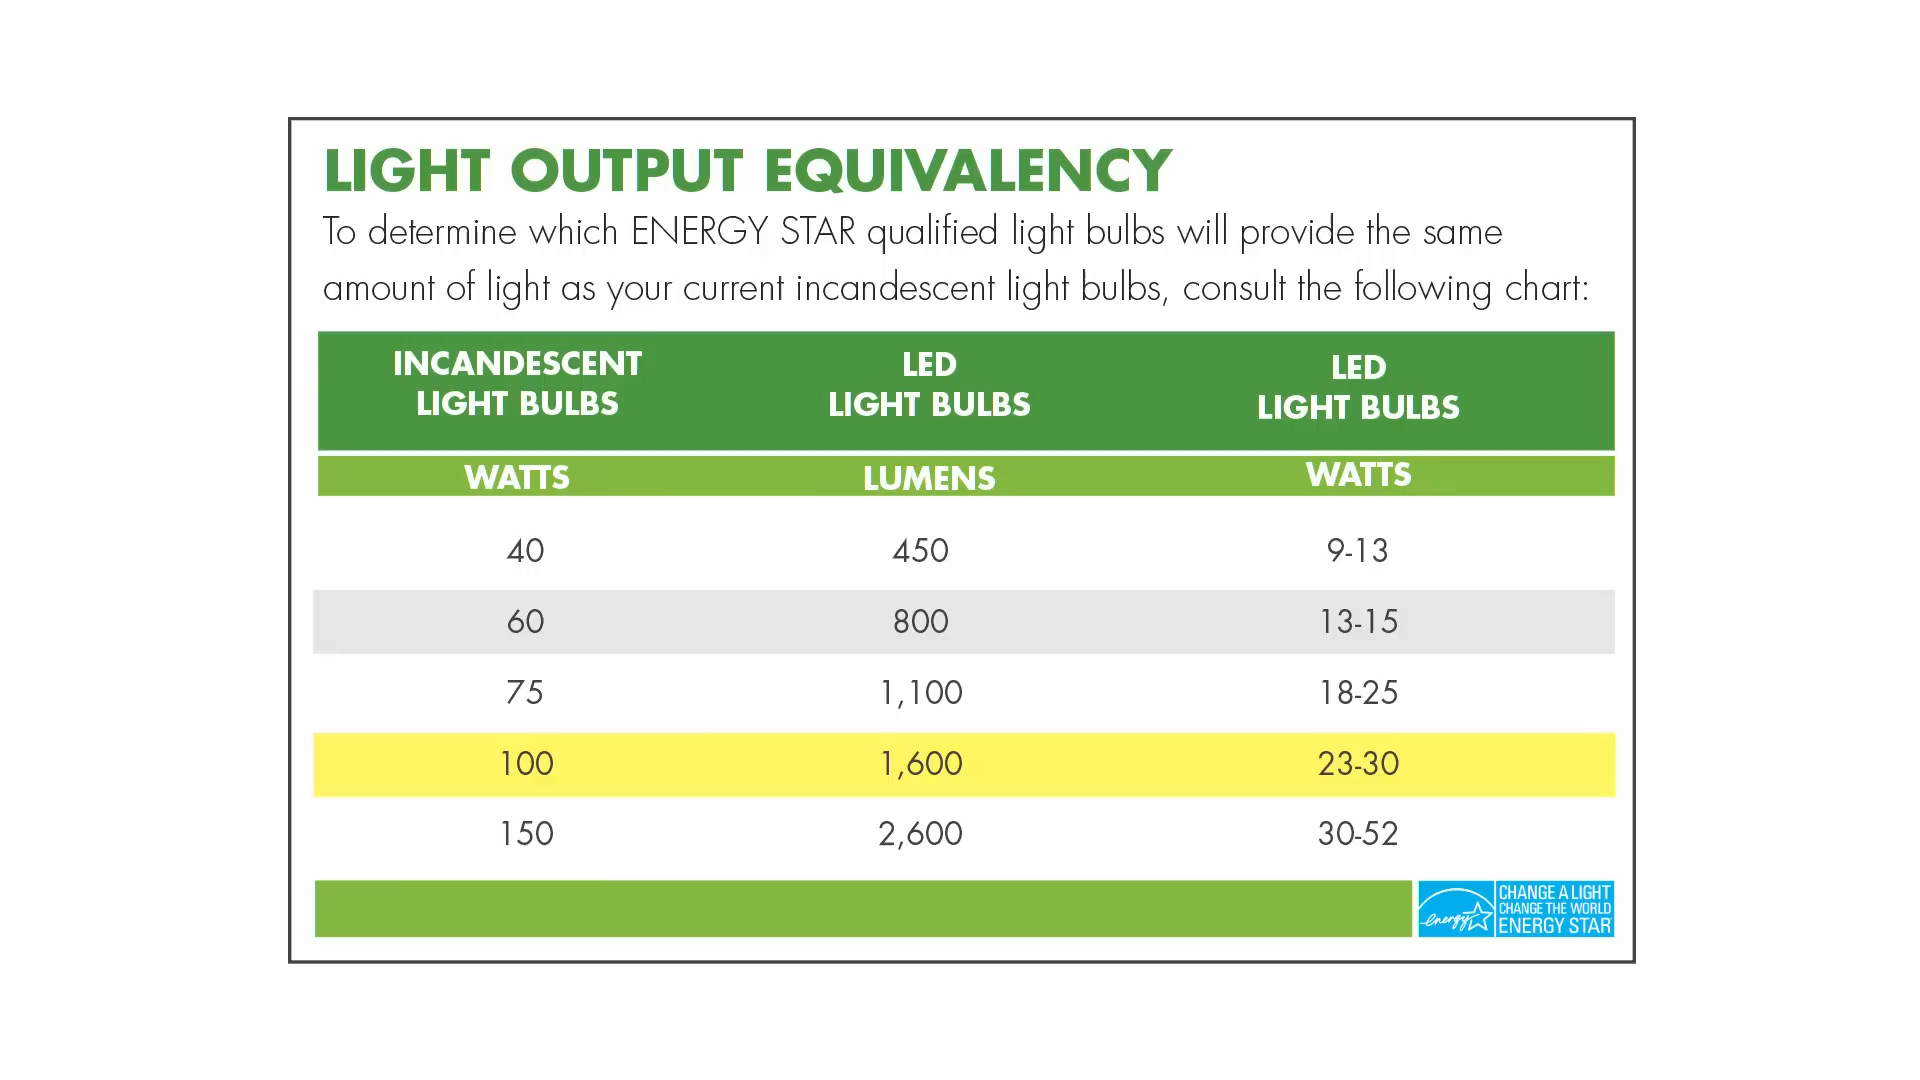 LIGHT OUTPUT EQUIVALENCY
To determine which ENERGY STAR qualified light bulbs will provide the same
amount of light as your current incandescent light bulbs, consult the following chart:
INCANDESCENT LED LED
LIGHT BULBS LIGHT BULBS LIGHT BULBS
WATTS LUMENS WATTS
40 450 9-13
60 800 13-15
75 1,100 18-25
100 1,600 23-30
150 2,600 30-52
energy
CHANGE A LIGHT
CHANGE THE WORLD
ENERGY STAR